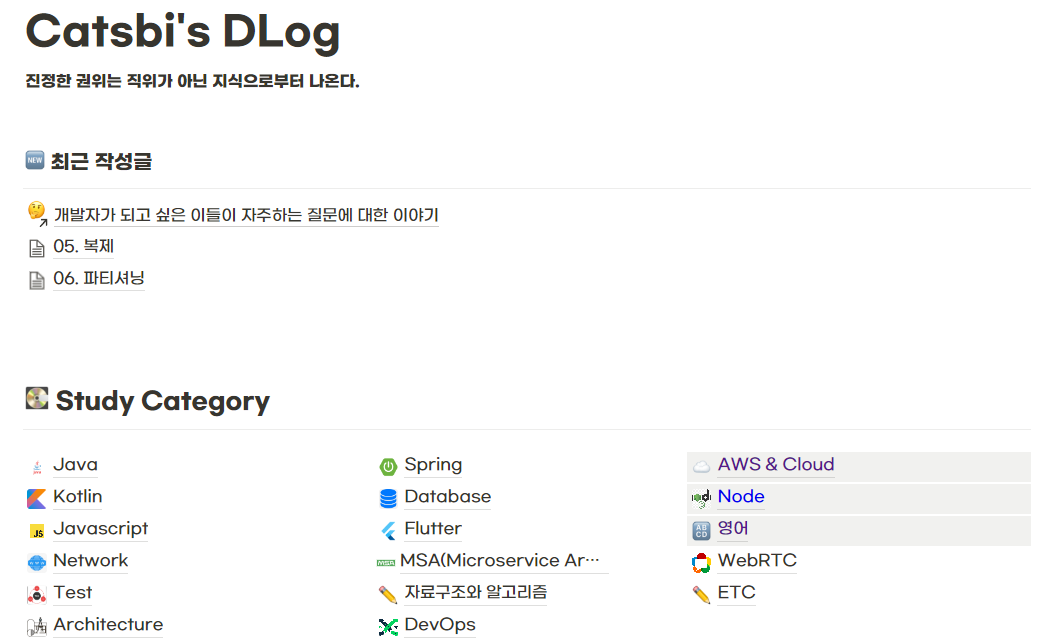 Catsbi's DLog
진정한 권위는 직위가 아닌 지식으로부터 나온다.
NEW 최근 작성글
개발자가 되고 싶은 이들이 자주하는 질문에 대한 이야기
05. 복제
06. 파티셔닝
Study Category
Java
Kotlin
JS Javascript
Network
Test
Architecture
Spring
Database
Flutter
MSA MSA(Microservice Ar…
자료구조와 알고리즘
DevOps
AWS & Cloud
Node
ABCD 영어
WebRTC
ETC